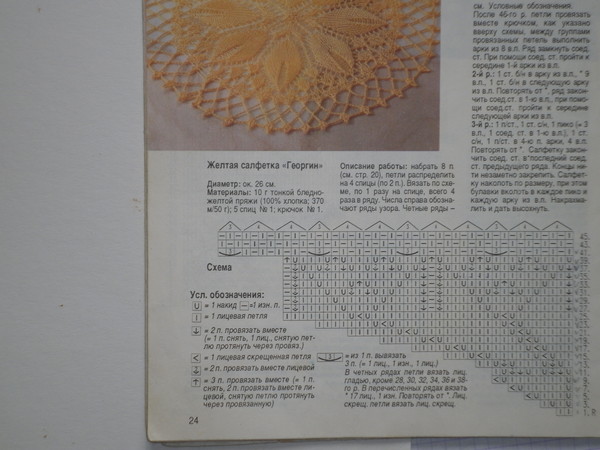 Желтая салфетка «Георгин»
Диаметр: ок. 26 см.
Материалы: 10 г тонкой бледно-
желтой пряжи (100% хлопка; 370
м/50 г); 5 спиц № 1; крючок № 1.
Описание работы: набрать 8 п.
(см. стр. 20), петли распределить
на 4 спицы (по 2 п.). Вязать по схе-
ме, по 1 разу на спице, всего 4
раза в ряду. Числа справа обозна-
чают ряды узора. Четные ряды –
см. Условные обозначения.
После 46-го р. петли провязать
вместе крючком, как указано
вверху схемы, между группами
провязанных петель выполнить
арки из 8 в.п. Ряд замкнуть соед.
ст. При помощи соед. ст. пройти к
середине 1-й арки из в.п.
2-й р.: 1 ст. б/н в арку из в.п., * 9
в.п., 1 ст. б/н в следующую арку
из в.п. Повторять от *, ряд закон-
чить соед.ст. в 1-ю в.п., при помо-
щи соед.ст. пройти к середине
следующей арки из в.п.
3-й р.: 1 п/ст., 1 ст. с/н, 1 пико (= 3
в.п., 1 соед. ст. в 1-ю в.п.), 1 ст.
с/н, 1 п/ст. в 4-ю п. арки, 4 в.п.
Повторять от *. Салфетку закон-
чить соед. ст. в последний соед.
ст. предыдущего ряда. Концы ни-
ти незаметно закрепить. Салфет-
ку наколоть по размеру, при этом
булавки вколоть в каждое пико и
каждую арку из в.п. Накрахма-
лить и дать высохнуть.
Схема
45.
43.
41.
Усл. обозначения:
U = 1 накид – =1 изн. п.
I = 1 лицевая петля
= 2 п. провязать вместе
(= 1 п. снять, 1 лиц., снятую пет-
лю протянуть через провяз.)
< = 1 лицевая скрещенная петля
= 2 п. провязать вместе лицевой
= 3 п. провязать вместе (= 1 п.
снять, 2 п. провязать вместе ли-
цевой, снятую петлю протянуть
через провязанную)
3 = из 1 п. вывязать
3 п. (= 1 лиц., 1 изн., 1 лиц.)
В четных рядах петли вязать лиц.
гладью, кроме 28, 30, 32, 34, 36 и 38-
го р. В перечисленных рядах вязать
* 17 лиц., 1 изн. Повторять от *. Лиц.
скрещ. петли вязать лиц. скрещ.
24